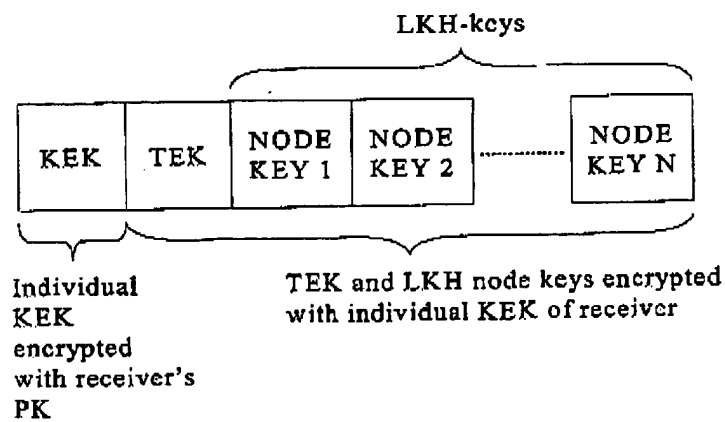 LKH-keys
KEK
TEK
NODE
KEY 1
NODE
KEY 2
NODE
KEY N
Individual
KEK
encrypted
with receiver's
PK
TEK and LKH node keys encrypted
with individual KEK of receiver